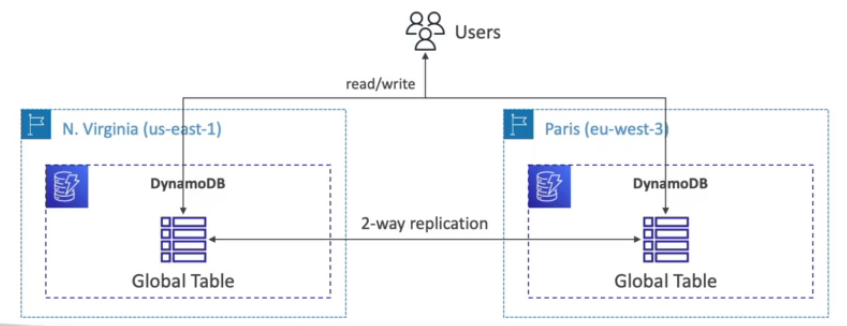 Users
read/write
N. Virginia (us-east-1)
Paris (eu-west-3)
DynamoDB
DynamoDB
2-way replication
Global Table
Global Table